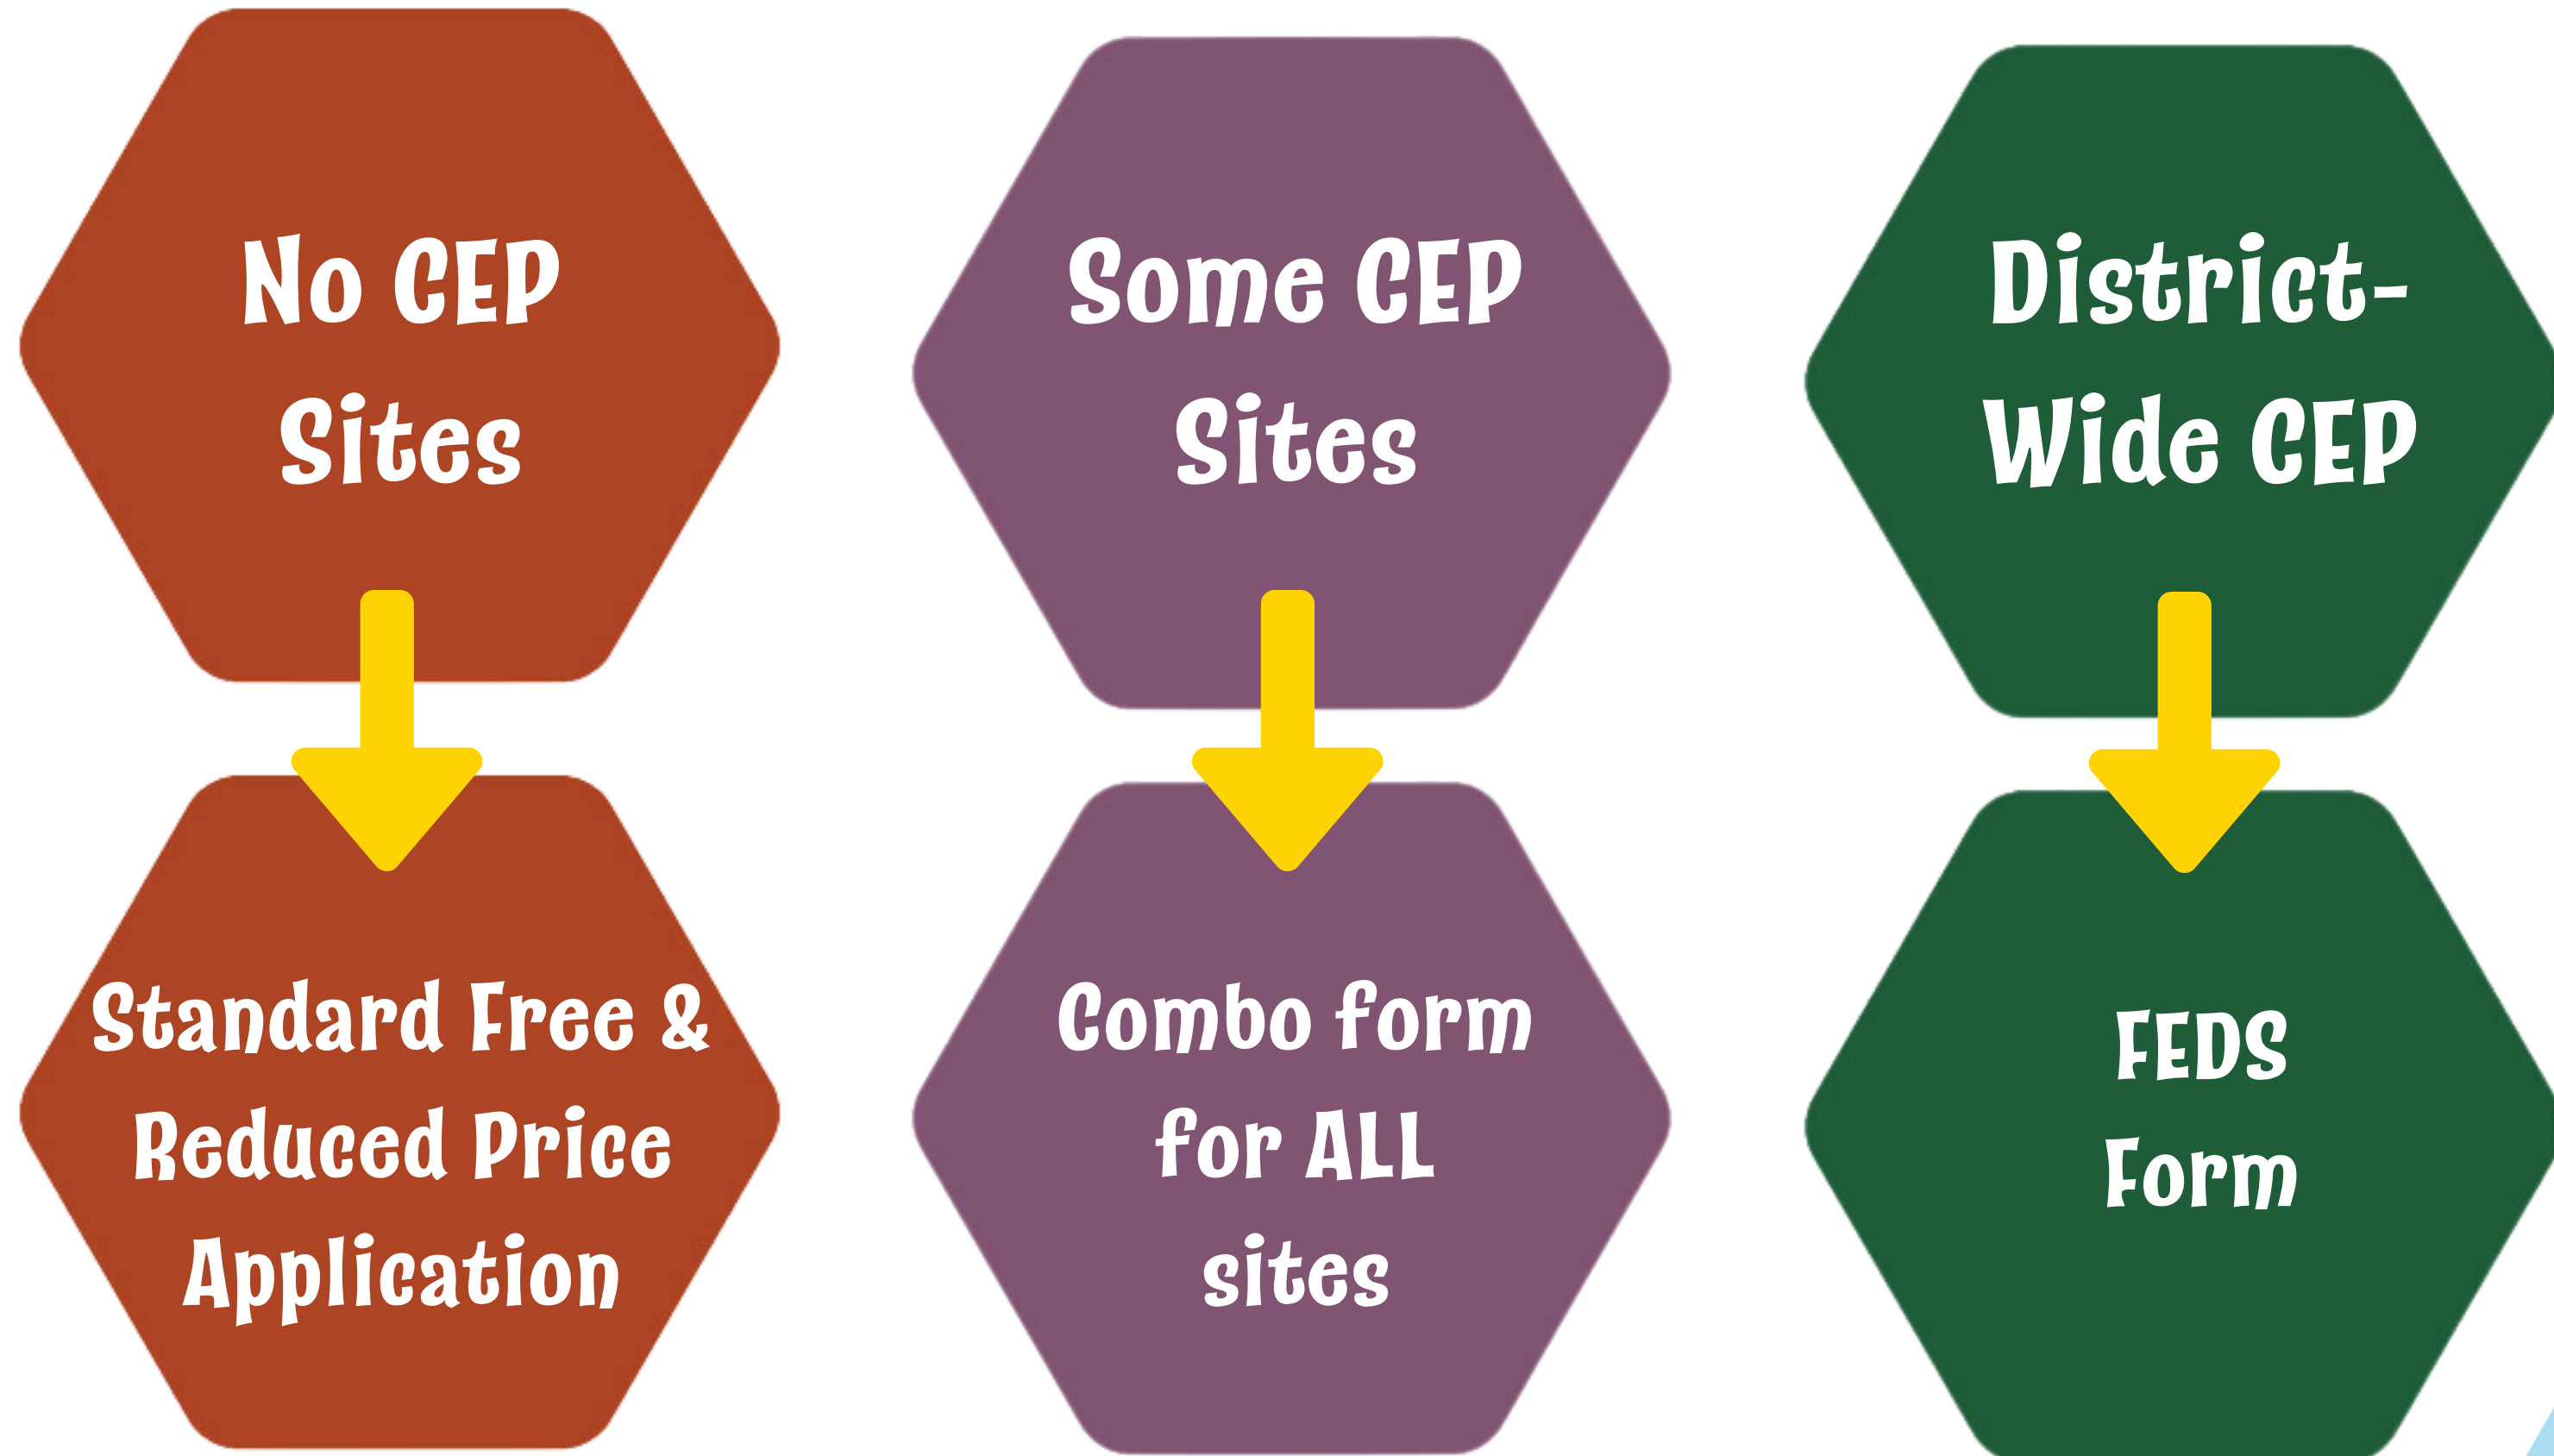 No CEP
Sites
Some CEP
Sites
District-
Wide CEP
Standard Free &
Reduced Price
Application
Combo form
for ALL
sites
FEDS
Form